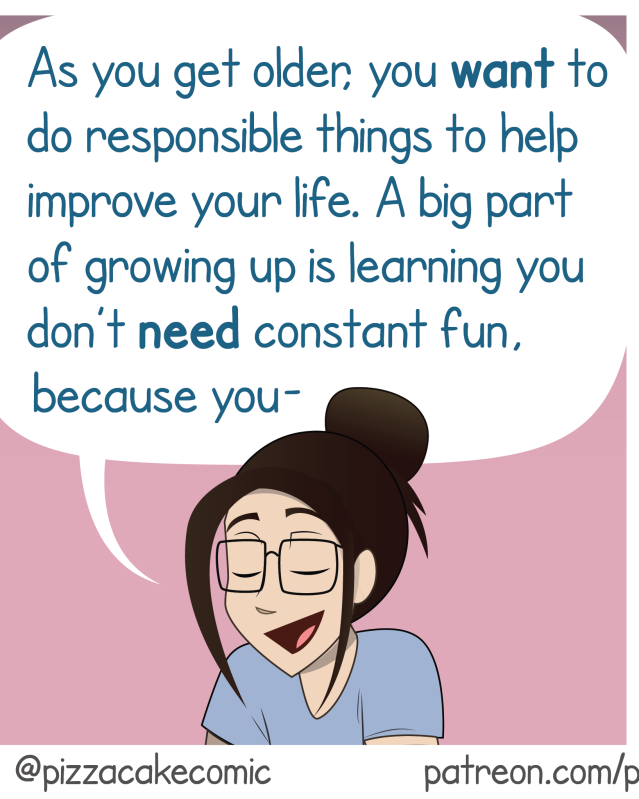 As you get older, you want to
do responsible things to help
improve your life. A big part
of growing up is learning you
don't need constant fun,
because you-
@pizzacakecomic
patreon.com/p